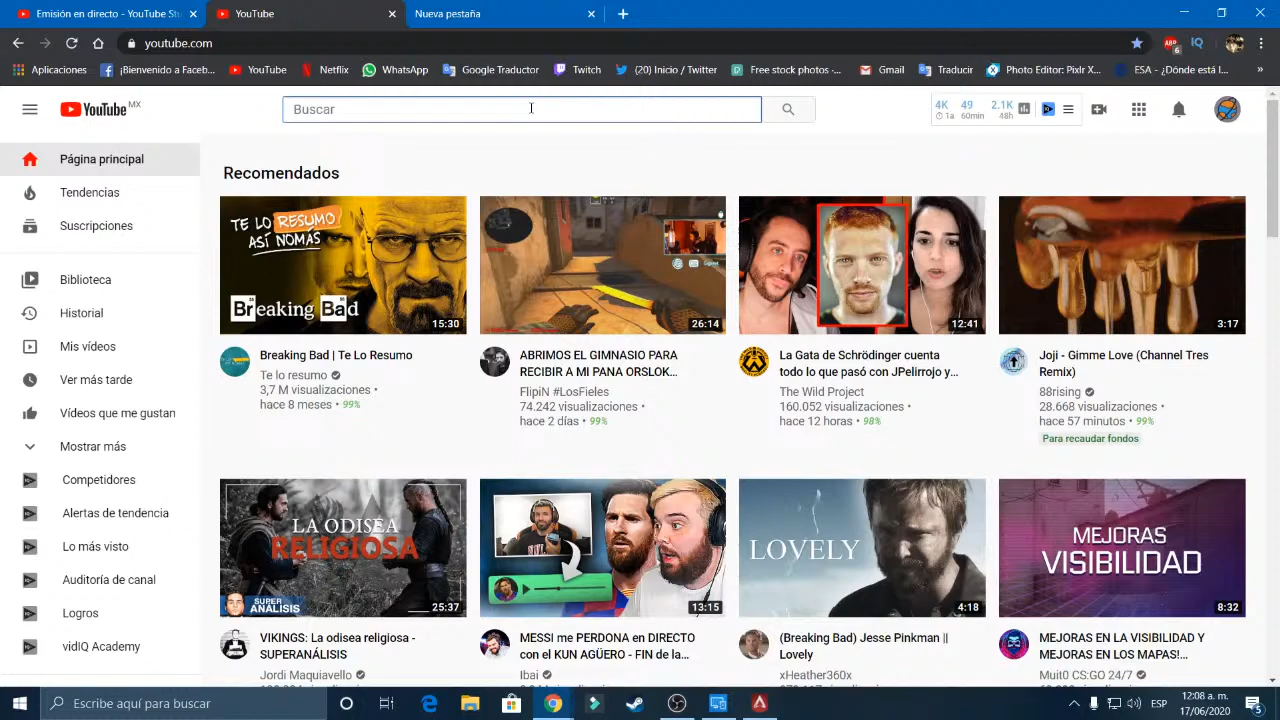 Emisión en directo - YouTube Stu
YouTube
Nueva pestaña
youtube.com
Aplicaciones
¡Bienvenido a Faceb...
YouTube
Netflix
WhatsApp
Google Traductor
Twitch
(20) Inicio / Twitter
Free stock photos ·...
Gmail
Traducir
Photo Editor: Pixlr X...
ESA - ¿Dónde está l...
»
YouTube MX
Buscar
4K 49 2.1K
1a 60min 48h
Página principal
Tendencias
Suscripciones
Biblioteca
Historial
Mis vídeos
Ver más tarde
Vídeos que me gustan
Mostrar más
Competidores
Alertas de tendencia
Lo más visto
Auditoría de canal
Logros
vidIQ Academy
Recomendados
TE LO RESUMO
ASÍ NOMÁS
Breaking Bad
15:30
Breaking Bad | Te Lo Resumo
Te lo resumo
3,7 M visualizaciones •
hace 8 meses • 99%
26:14
ABRIMOS EL GIMNASIO PARA
RECIBIR A MI PANA ORSLOK...
FlipiN #LosFieles
74.242 visualizaciones •
hace 2 días • 99%
12:41
La Gata de Schrödinger cuenta
todo lo que pasó con JPelirrojo y...
The Wild Project
160.052 visualizaciones •
hace 12 horas • 98%
3:17
Joji - Gimme Love (Channel Tres
Remix)
88rising
28.668 visualizaciones •
hace 57 minutos • 99%
Para recaudar fondos
LA ODISEA
RELIGIOSA
SUPER
ANÁLISIS
25:37
VIKINGS: La odisea religiosa -
SUPERANÁLISIS
Jordi Maquiavello
13:15
MESSI me PERDONA en DIRECTO
con el KUN AGÜERO - FIN de la...
Ibai
LOVELY
4:18
(Breaking Bad) Jesse Pinkman ||
Lovely
xHeather360x
MEJORAS
VISIBILIDAD
8:32
MEJORAS EN LA VISIBILIDAD Y
MEJORAS EN LOS MAPAS!...
Muit0 CS:GO 24/7
Escribe aquí para buscar
ESP
12:08 a. m.
17/06/2020
5